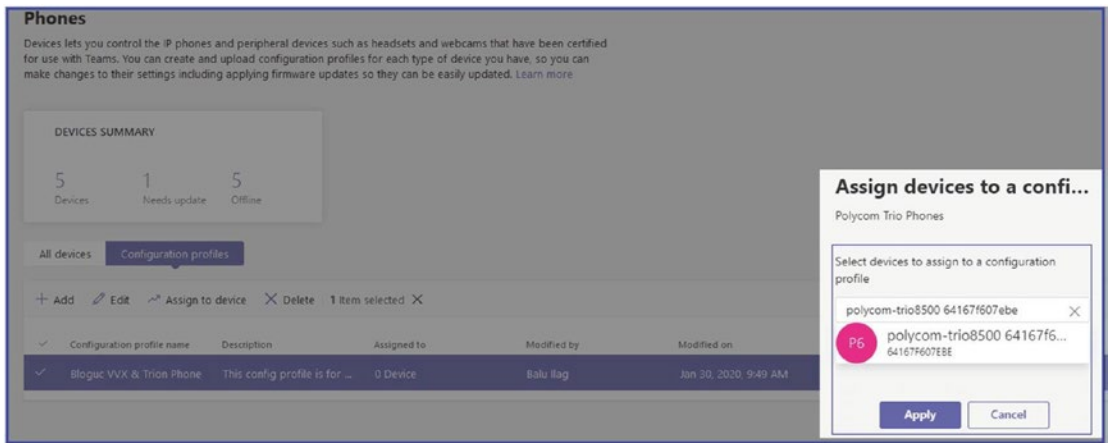 Phones
Devices lets you control the IP phones and peripheral devices such as headsets and webcams that have been certified
for use with Teams. You can create and upload configuration profiles for each type of device you have, so you can
make changes to their settings including applying firmware updates so they can be easily updated. Learn more
DEVICES SUMMARY
5 1 5
Devices Needs update Offline
All devices Configuration profiles
+ Add Edit Assign to device Delete 1 item selected
Configuration profile name Description Assigned to Modified by Modified on
Bloguc VVX & Trion Phone This config profile is for ... 0 Device Balu Ilag Jan 30, 2020, 9:49 AM
Assign devices to a confi...
Polycom Trio Phones
Select devices to assign to a configuration
profile
polycom-trio8500 64167f607ebe
P6 polycom-trio8500 64167f6...
64167F607EBE
Apply Cancel